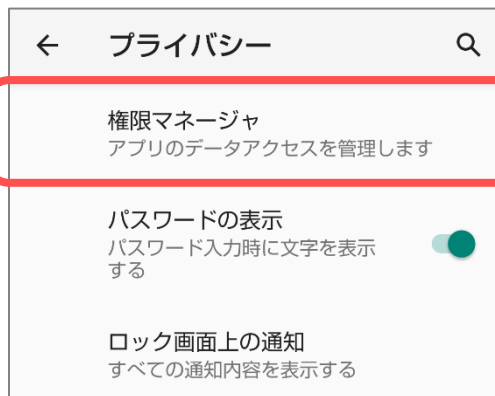 プライバシー
権限マネージャ
アプリのデータアクセスを管理します
パスワードの表示
パスワード入力時に文字を表示
する
ロック画面上の通知
すべての通知内容を表示する